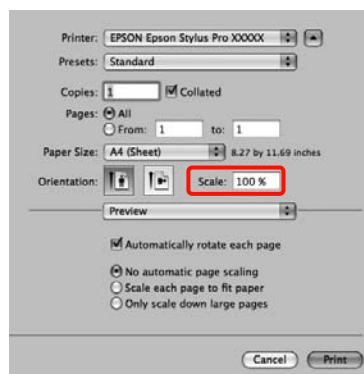 Printer: EPSON Epson Stylus Pro XXXXX
Presets: Standard
Copies: 1 Collated
Pages: All
From: 1 to: 1
Paper Size: A4 (Sheet) 8.27 by 11.69 inches
Orientation: Scale: 100 %
Preview
Automatically rotate each page
No automatic page scaling
Scale each page to fit paper
Only scale down large pages
Cancel Print